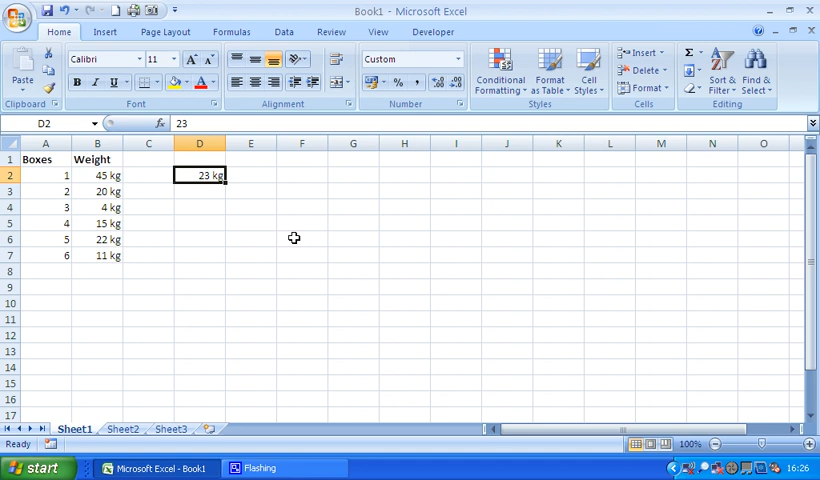 Book1 - Microsoft Excel
Home Insert Page Layout Formulas Data Review View Developer
Paste
Clipboard
Calibri 11
B I U A A A
Font
Alignment
Custom
% ,
Number
Conditional Formatting
Format as Table
Cell Styles
Styles
Insert
Delete
Format
Cells
Σ
Sort & Filter
Find & Select
Editing
D2 fx 23
A B C D E F G H I J K L M N O
1 Boxes Weight
2 1 45 kg 23 kg
3 2 20 kg
4 3 4 kg
5 4 15 kg
6 5 22 kg
7 6 11 kg
8
9
10
11
12
13
14
15
16
17
Sheet1 Sheet2 Sheet3
Ready 100%
start Microsoft Excel - Book1 Flashing 16:26